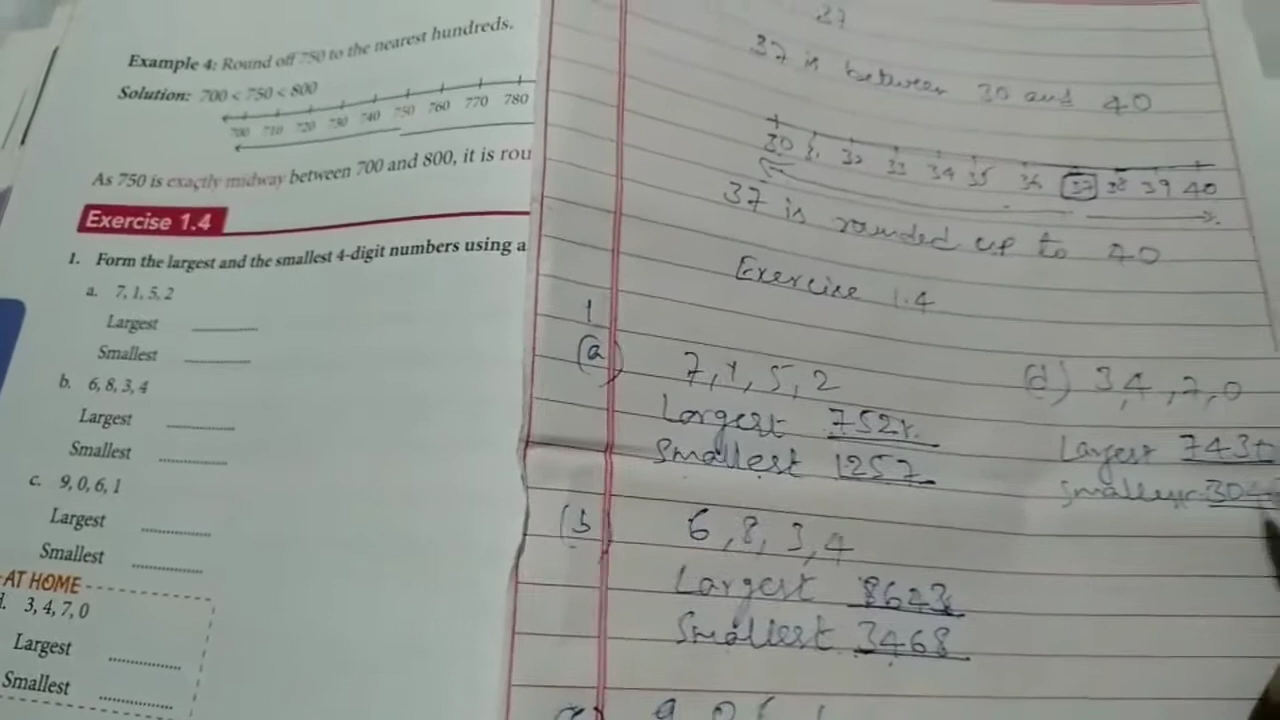 Example 4: Round off 750 to the nearest hundreds.
Solution: 700 < 750 < 800
700 710 720 730 740 750 760 770 780
As 750 is exactly midway between 700 and 800, it is rou
Exercise 1.4
1. Form the largest and the smallest 4-digit numbers using a
a. 7, 1, 5, 2
Largest
Smallest
b. 6, 8, 3, 4
Largest
Smallest
c. 9, 0, 6, 1
Largest
Smallest
AT HOME
d. 3, 4, 7, 0
Largest
Smallest
37
37 is between 30 and 40
30 32 33 34 35 36 37 38 39 40
37 is rounded up to 40
Exercise 1.4
1
(a) 7, 1, 5, 2
Largest 7521
Smallest 1257
(b) 6, 8, 3, 4
Largest 8643
Smallest 3468
(d) 3, 4, 7, 0
Largest
Smallest 304